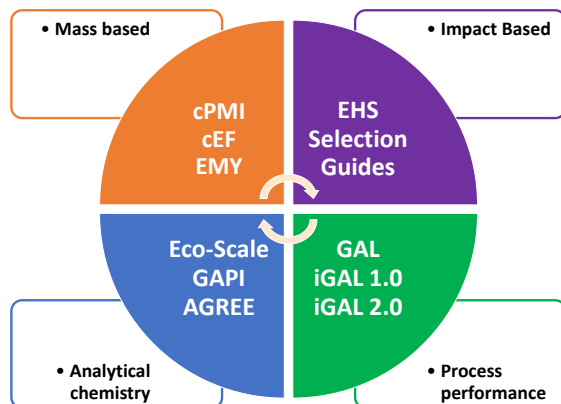 • Mass based
• Impact Based
cPMI
cEF
EMY
EHS
Selection
Guides
Eco-Scale
GAPI
AGREE
GAL
iGAL 1.0
iGAL 2.0
• Analytical
chemistry
• Process
performance